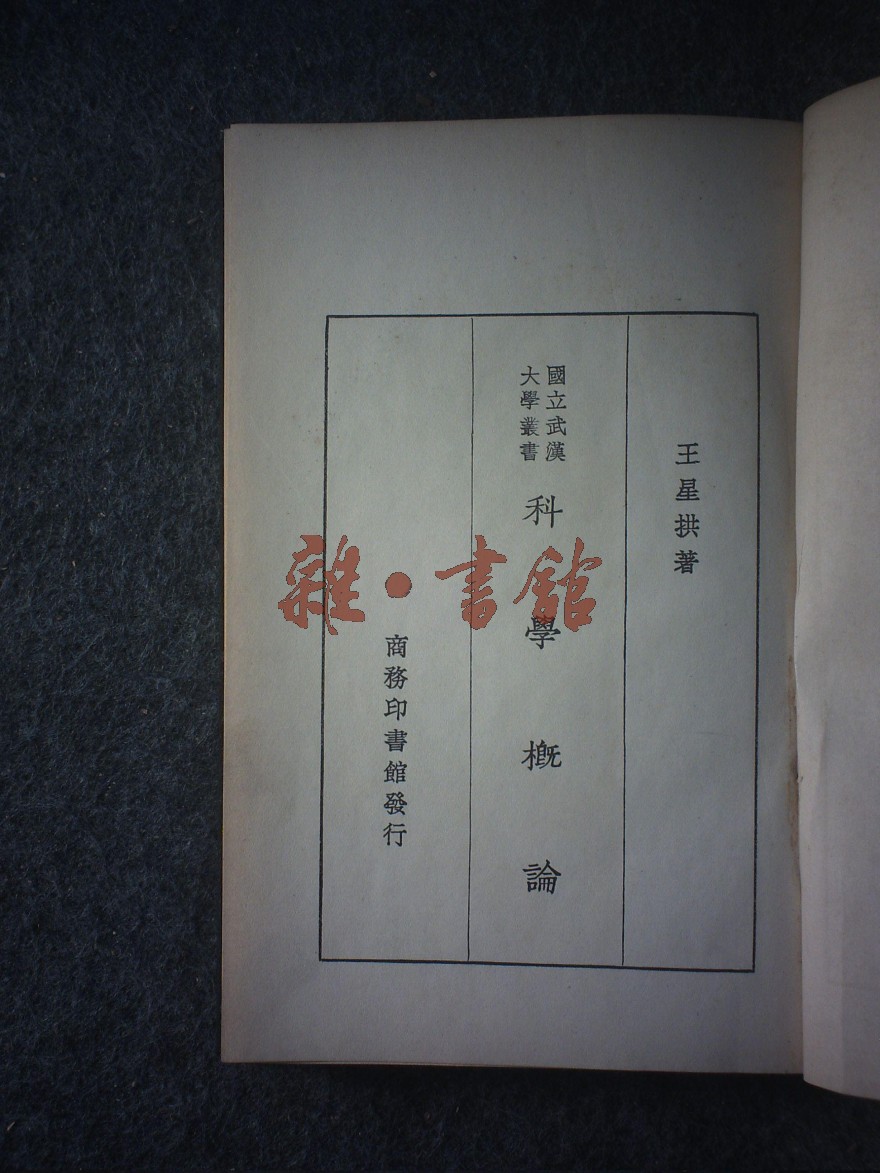 王星拱著
國立武漢
大學叢書
科學概論
商務印書館發行
雜·書館